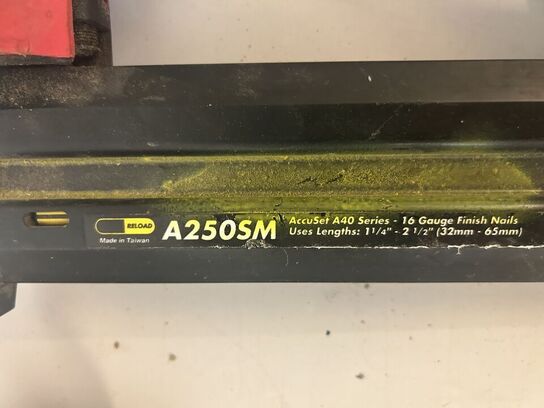 RELOAD
Made in Taiwan
A250SM
AccuSet A40 Series - 16 Gauge Finish Nails
Uses Lengths: 1 1/4" - 2 1/2" (32mm - 65mm)